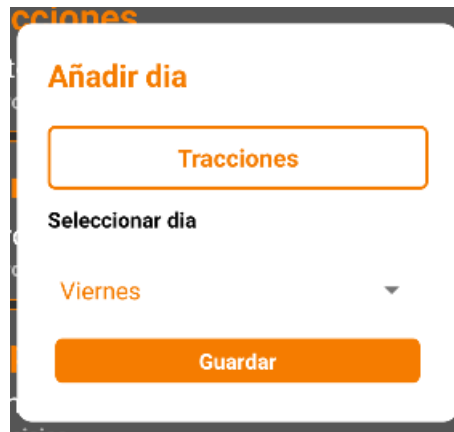 cciones
Añadir dia
Tracciones
Seleccionar dia
Viernes
Guardar